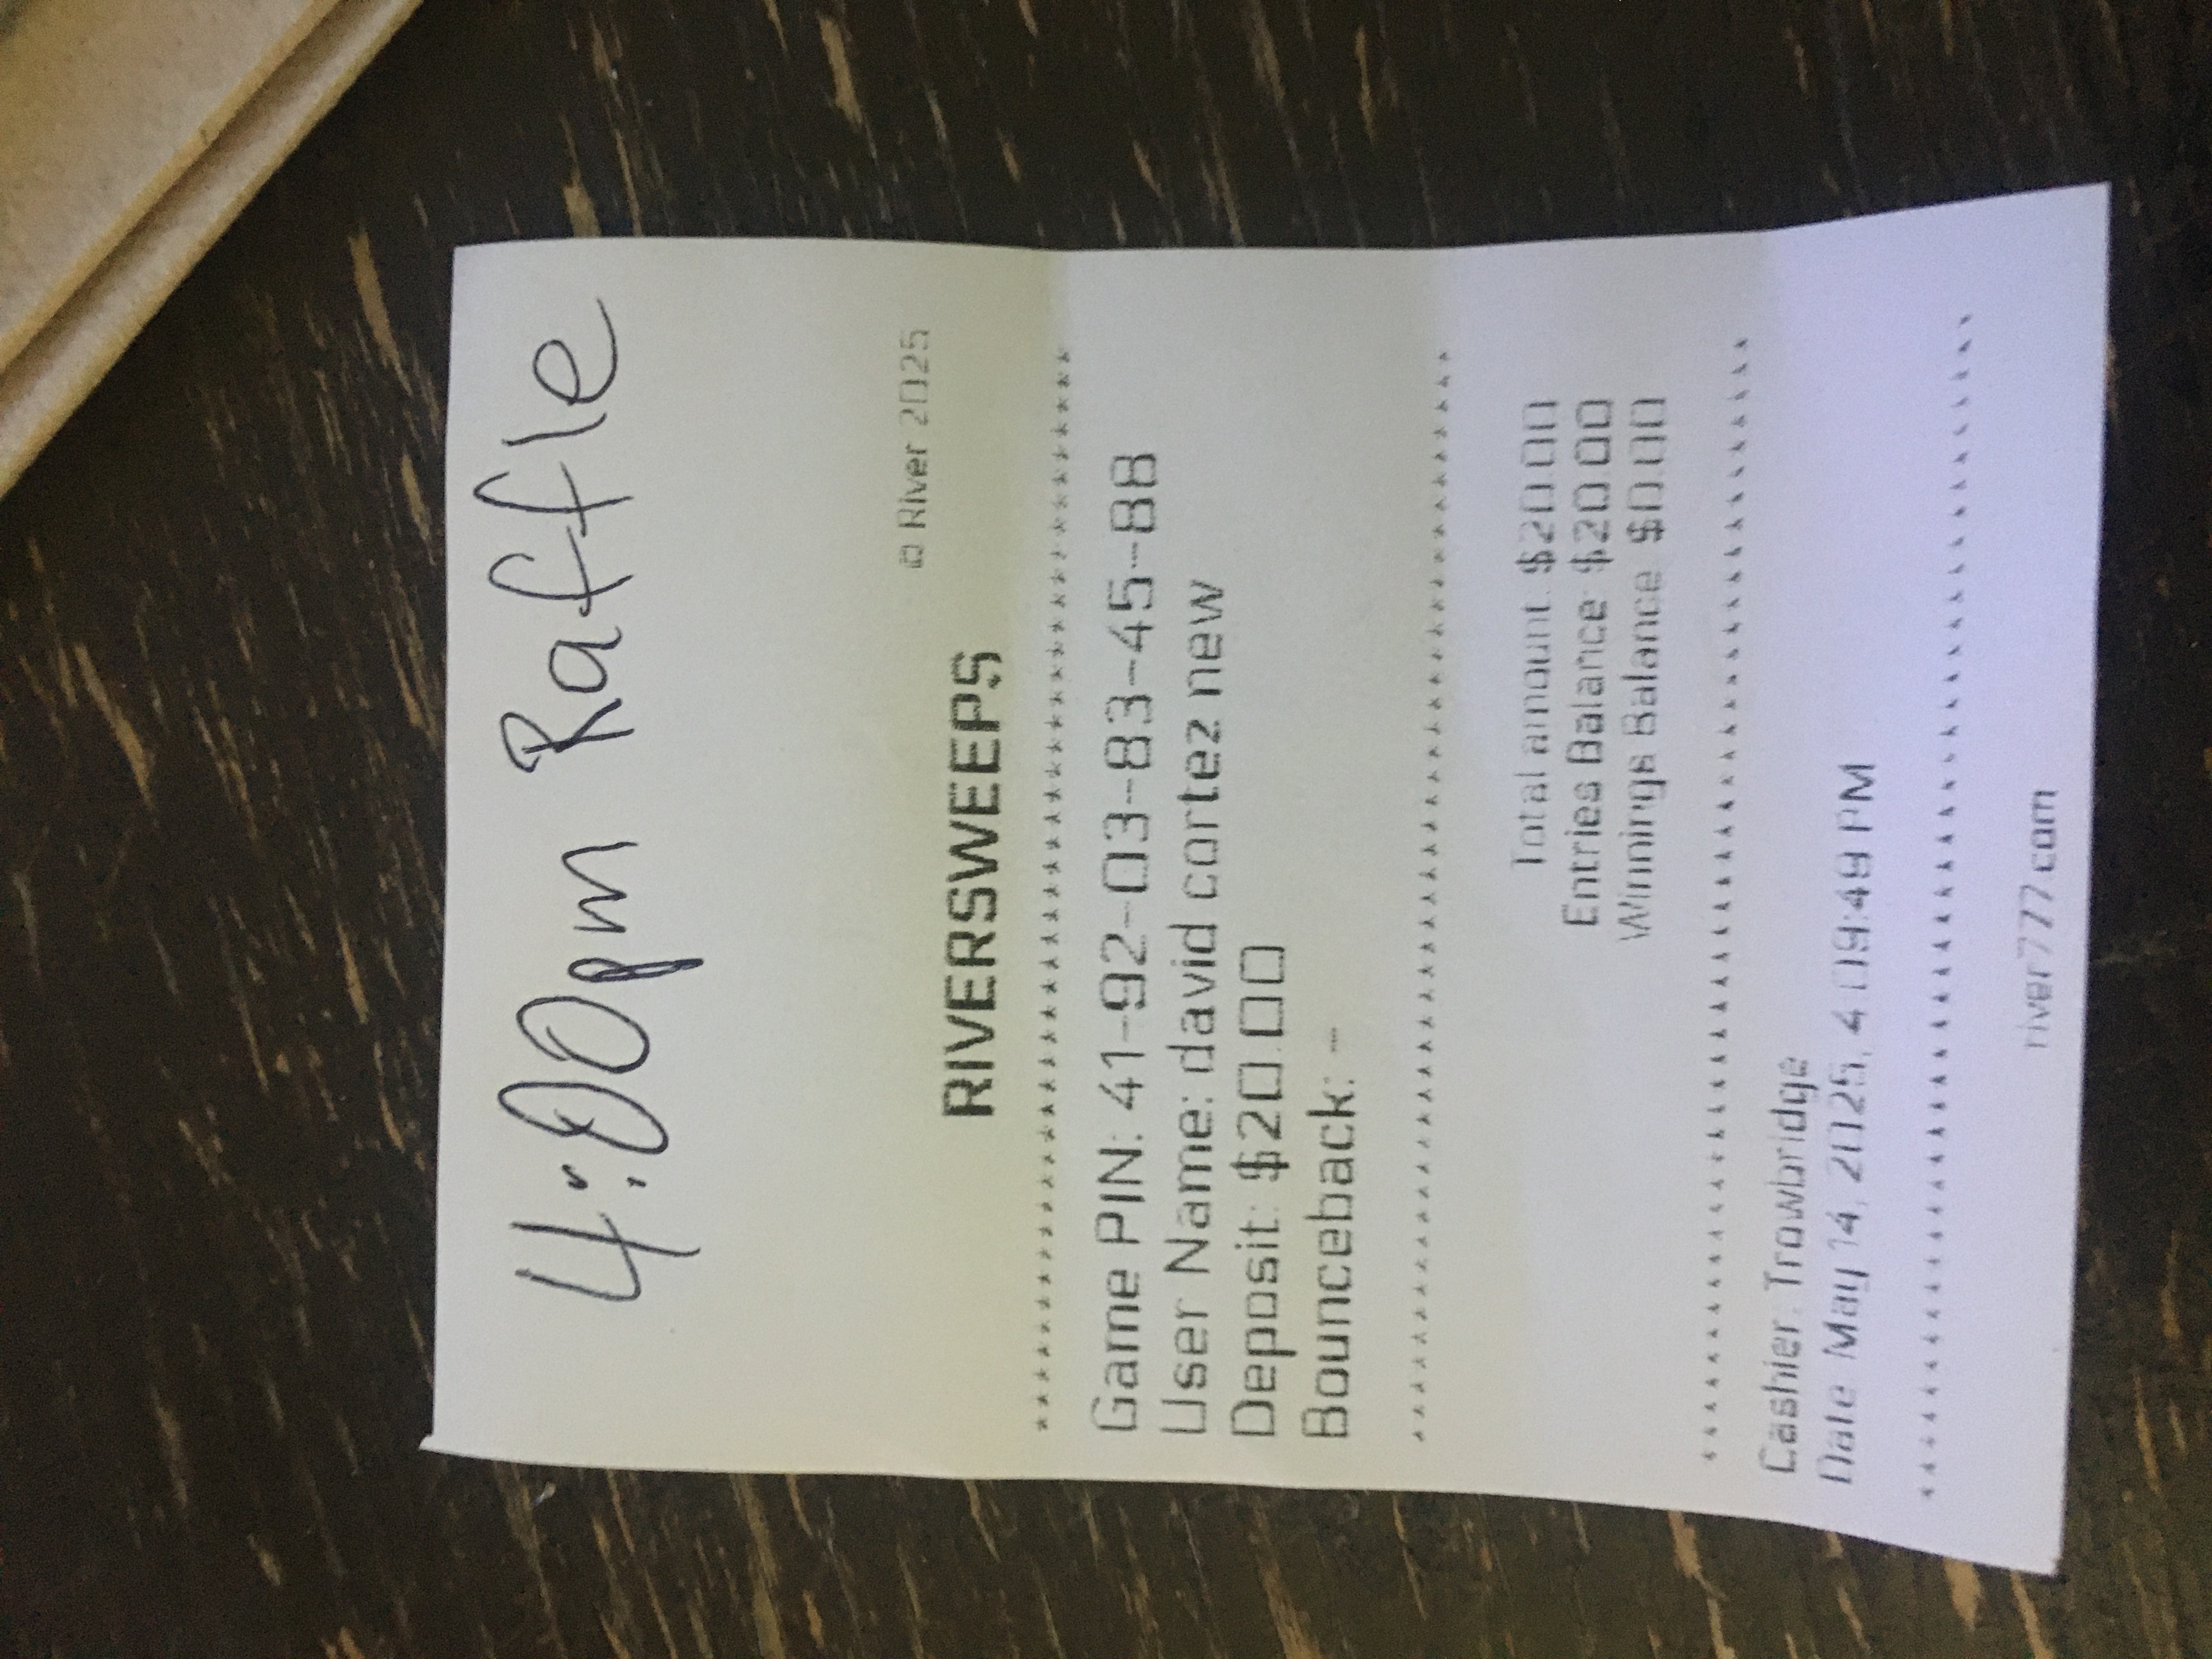 4:00pm Raffle
© River 2025
RIVERSWEEPS
************************************************
Game PIN: 41-92-03-83-45-88
User Name: david cortez new
Deposit: $20.00
Bounceback: -
************************************************
Total amount: $20.00
Entries Balance: $20.00
Winnings Balance: $0.00
************************************************
Cashier: Trowbridge
Date: May 14, 2025, 4:09:49 PM
************************************************
river777.com